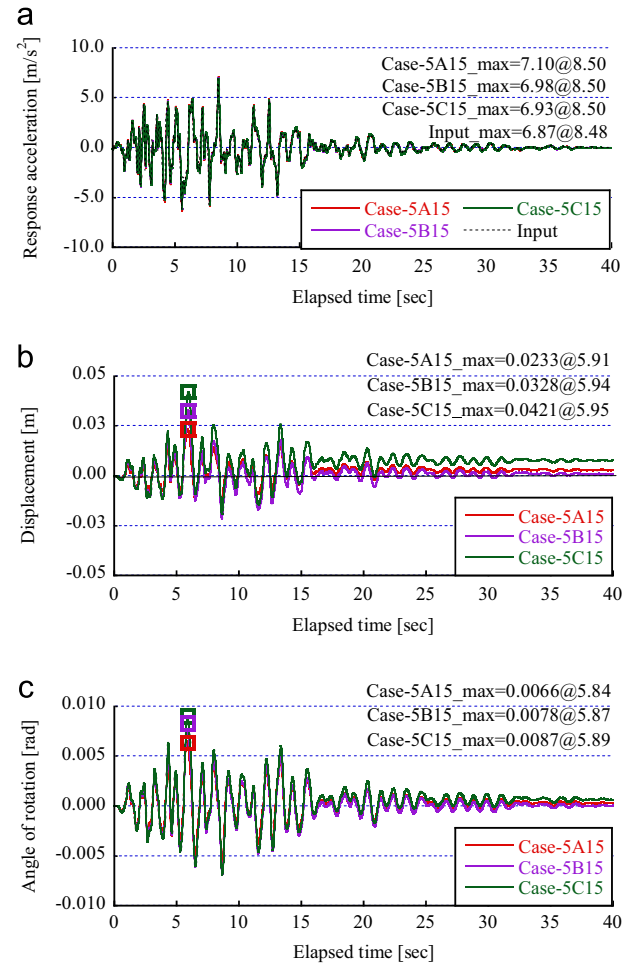 a
Response acceleration [m/s²]
10.0
5.0
0.0
-5.0
-10.0
Case-5A15_max=7.10@8.50
Case-5B15_max=6.98@8.50
Case-5C15_max=6.93@8.50
Input_max=6.87@8.48
Case-5A15
Case-5C15
Case-5B15
Input
0 5 10 15 20 25 30 35 40
Elapsed time [sec]
b
Displacement [m]
0.05
0.03
0.00
-0.03
-0.05
Case-5A15_max=0.0233@5.91
Case-5B15_max=0.0328@5.94
Case-5C15_max=0.0421@5.95
Case-5A15
Case-5B15
Case-5C15
0 5 10 15 20 25 30 35 40
Elapsed time [sec]
c
Angle of rotation [rad]
0.010
0.005
0.000
-0.005
-0.010
Case-5A15_max=0.0066@5.84
Case-5B15_max=0.0078@5.87
Case-5C15_max=0.0087@5.89
Case-5A15
Case-5B15
Case-5C15
0 5 10 15 20 25 30 35 40
Elapsed time [sec]